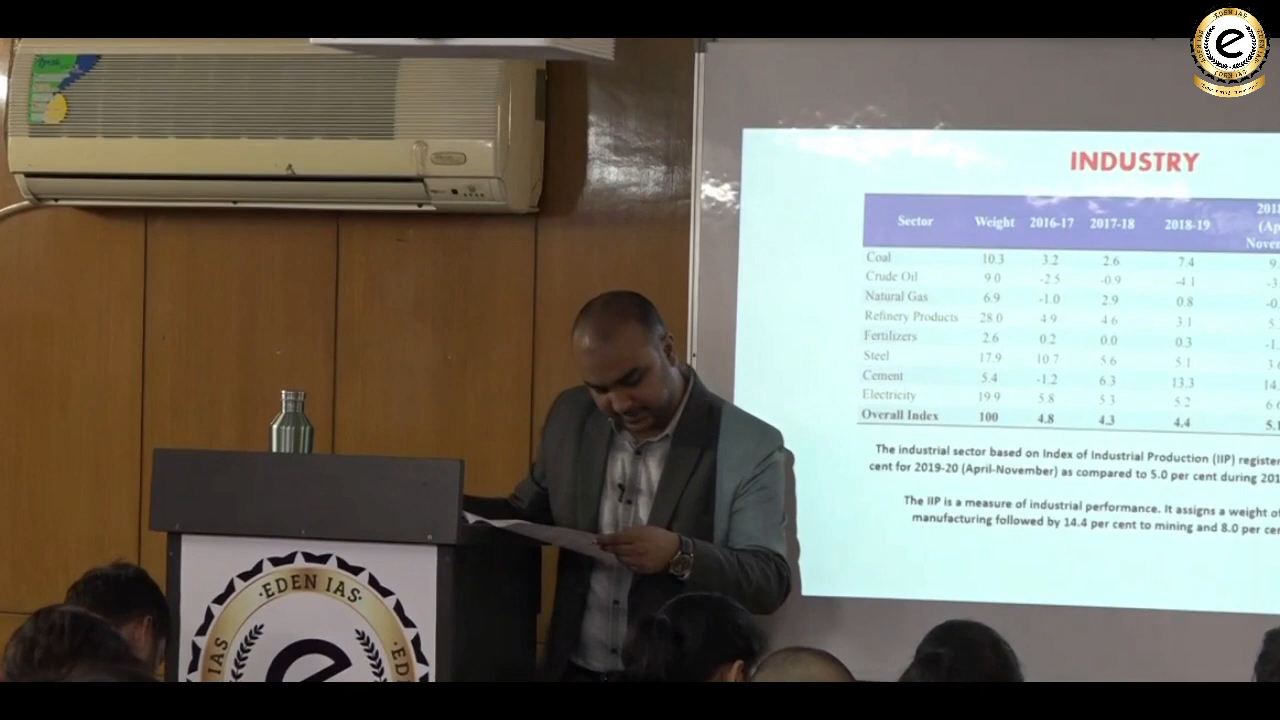 EDEN IAS
e
EDEN IAS
INDUSTRY
Sector Weight 2016-17 2017-18 2018-19
Coal 10.3 3.2 2.6 7.4
Crude Oil 9.0 -2.5 -0.9 -4.1
Natural Gas 6.9 -1.0 2.9 0.8
Refinery Products 28.0 4.9 4.6 3.1
Fertilizers 2.6 0.2 0.0 0.3
Steel 17.9 10.7 5.6 5.1
Cement 5.4 -1.2 6.3 13.3
Electricity 19.9 5.8 5.3 5.2
Overall Index 100 4.8 4.3 4.4
The industrial sector based on Index of Industrial Production (IIP)
cent for 2019-20 (April-November) as compared to 5.0 per cent during
The IIP is a measure of industrial performance. It assigns a weight of
manufacturing followed by 14.4 per cent to mining and 8.0 per
·EDEN IAS·
IAS
·ED
e